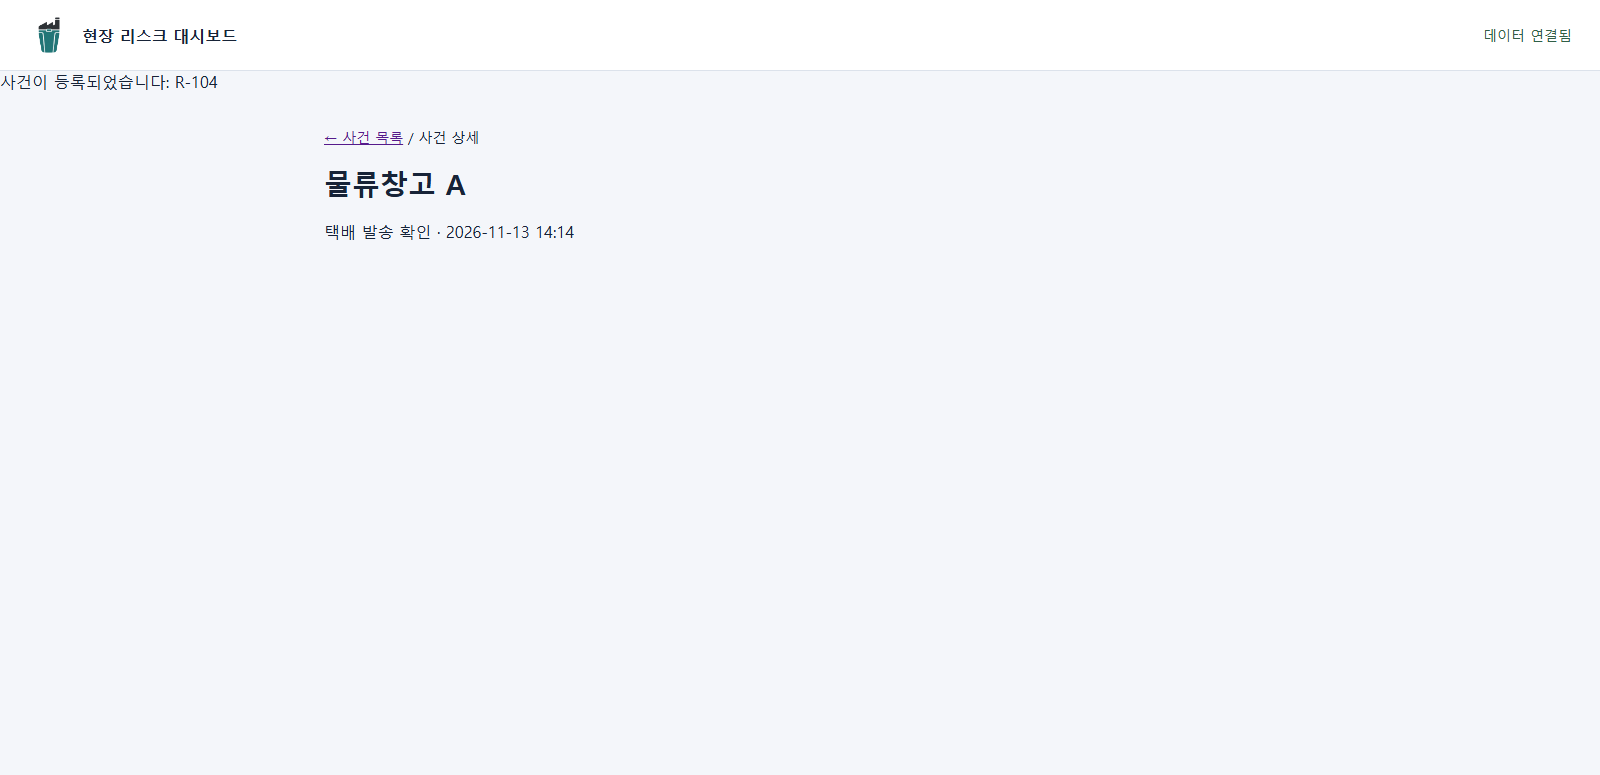 현장 리스크 대시보드
데이터 연결됨
사건이 등록되었습니다: R-104
← 사건 목록 / 사건 상세
물류창고 A
택배 발송 확인 · 2026-11-13 14:14